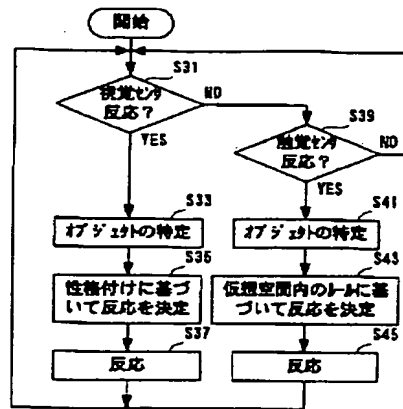 開始
S31
視覚センサ
反応?
NO
YES
S39
触覚センサ
反応?
NO
YES
S33
オブジェクトの特定
S41
オブジェクトの特定
S35
性格付けに基づ
いて反応を決定
S43
仮想空間内のルールに基
づいて反応を決定
S37
反応
S45
反応